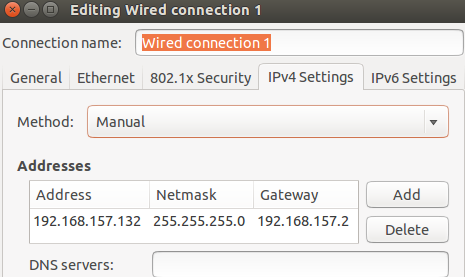 Editing Wired connection 1
Connection name: Wired connection 1
General Ethernet 802.1x Security IPv4 Settings IPv6 Settings
Method: Manual
Addresses
Address Netmask Gateway Add
192.168.157.132 255.255.255.0 192.168.157.2 Delete
DNS servers: